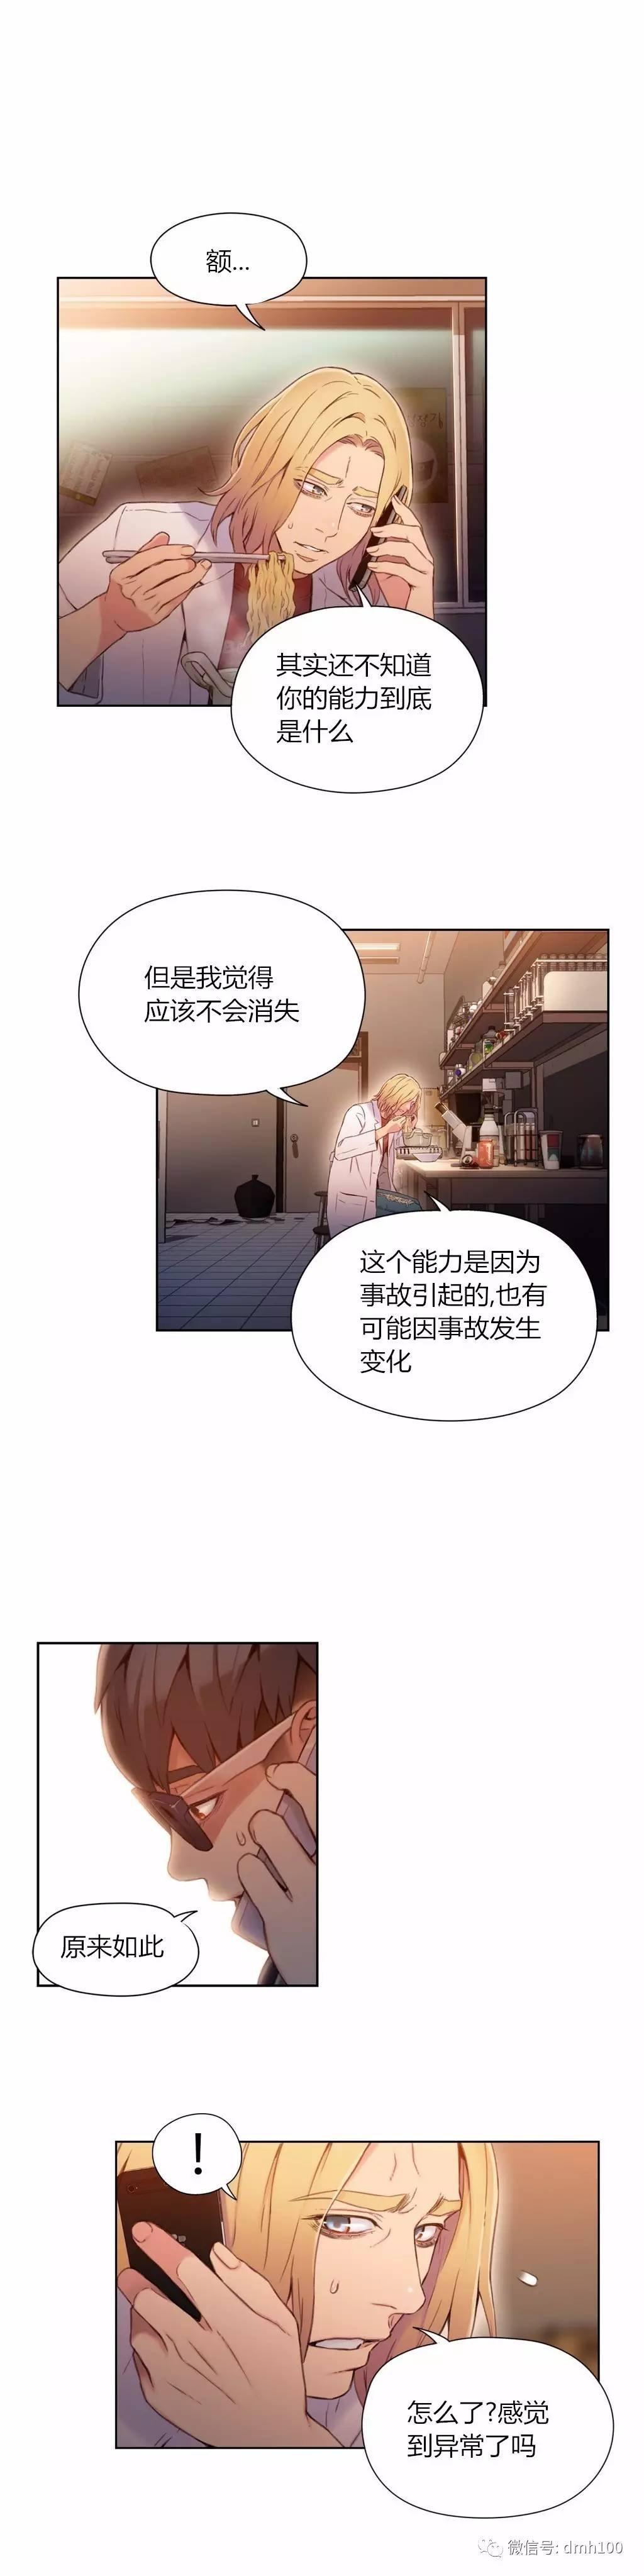 额...
其实还不知道
你的能力到底
是什么
但是我觉得
应该不会消失
这个能力是因为
事故引起的,也有
可能因事故发生
变化
原来如此
!
怎么了?感觉
到异常了吗
微信号: dmh100